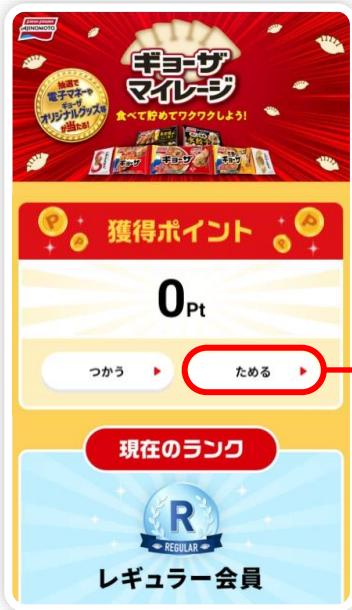 AJINOMOTO
ギョーザ
マイレージ
食べて貯めてワクワクしよう!
抽選で
電子マネーや
ギョーザ
オリジナルグッズ等
が当たる!
ギョーザ
獲得ポイント
0Pt
つかう
ためる
現在のランク
R
REGULAR
レギュラー会員